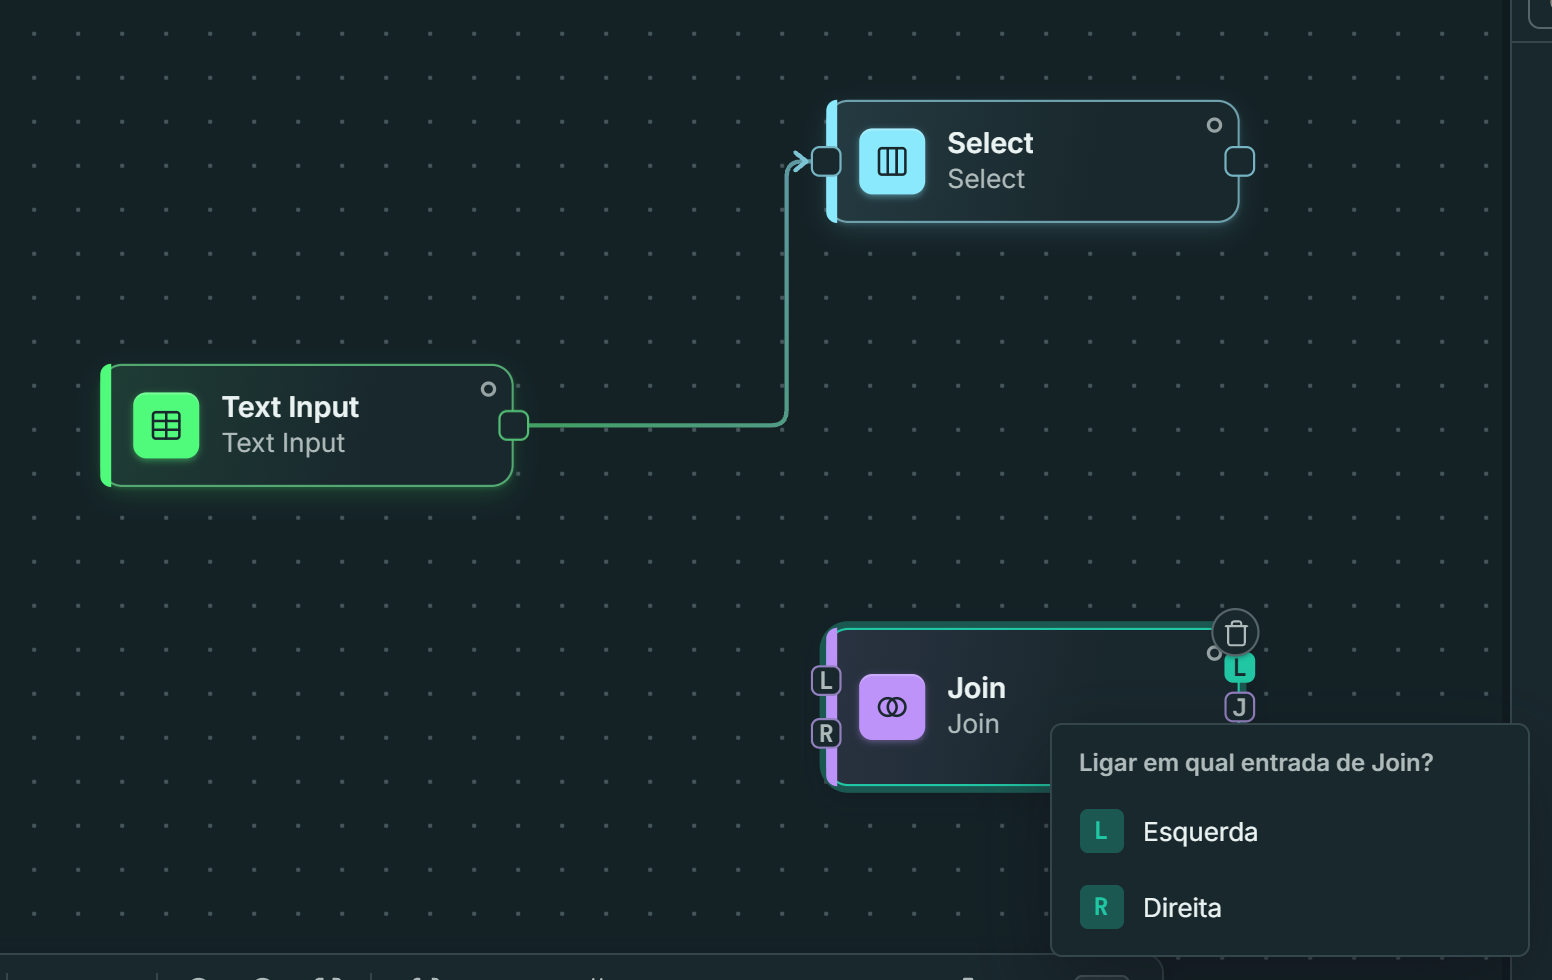 Select
Select
Text Input
Text Input
L
L
Join
J
Join
R
Ligar em qual entrada de Join?
L Esquerda
R Direita